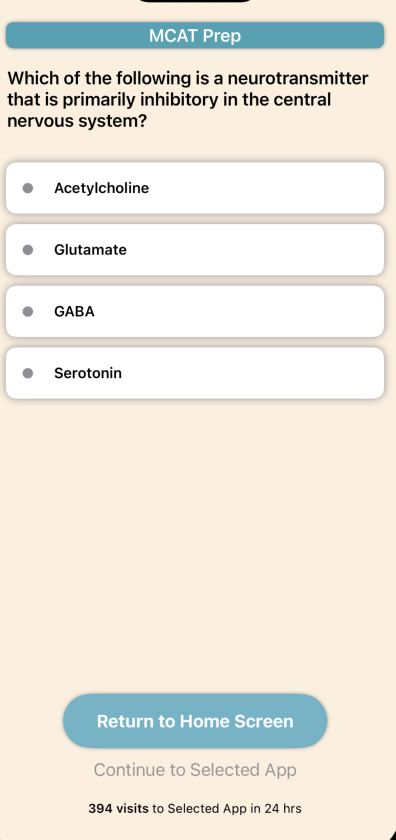 MCAT Prep
Which of the following is a neurotransmitter
that is primarily inhibitory in the central
nervous system?
Acetylcholine
Glutamate
GABA
Serotonin
Return to Home Screen
Continue to Selected App
394 visits to Selected App in 24 hrs